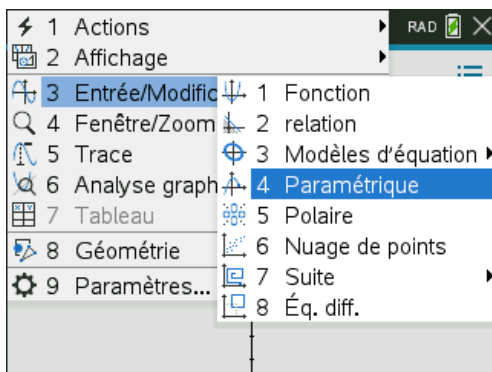 1 Actions
RAD
2 Affichage
3 Entrée/Modific
4 Fenêtre/Zoom
5 Trace
6 Analyse graph
7 Tableau
8 Géométrie
9 Paramètres...
1 Fonction
2 relation
3 Modèles d'équation
4 Paramétrique
5 Polaire
6 Nuage de points
7 Suite
8 Éq. diff.